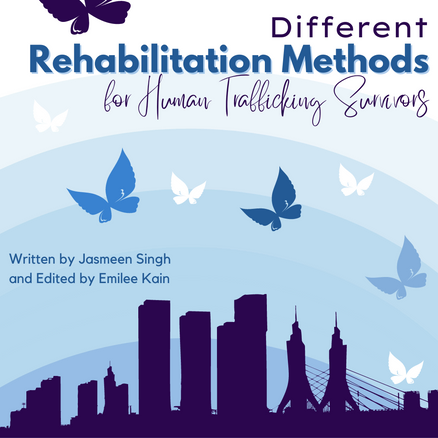 Different
Rehabilitation Methods
for Human Trafficking Survivors
Written by Jasmeen Singh
and Edited by Emilee Kain